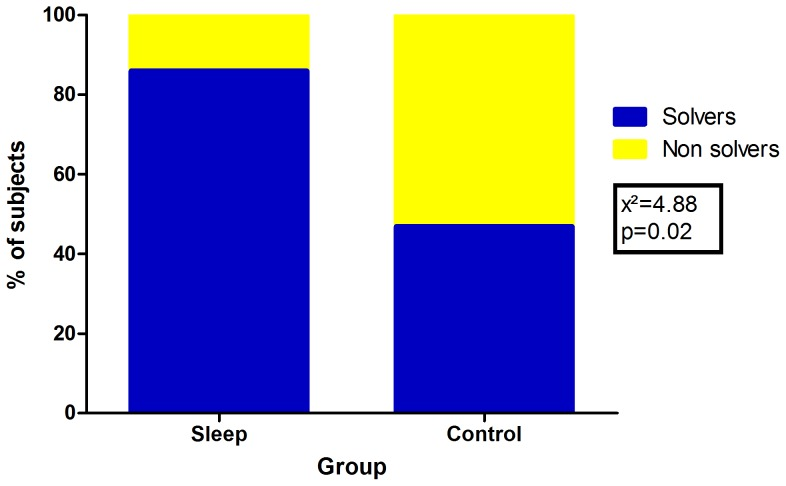 100
80
60
40
20
0
% of subjects
Sleep
Control
Group
Solvers
Non solvers
x²=4.88
p=0.02